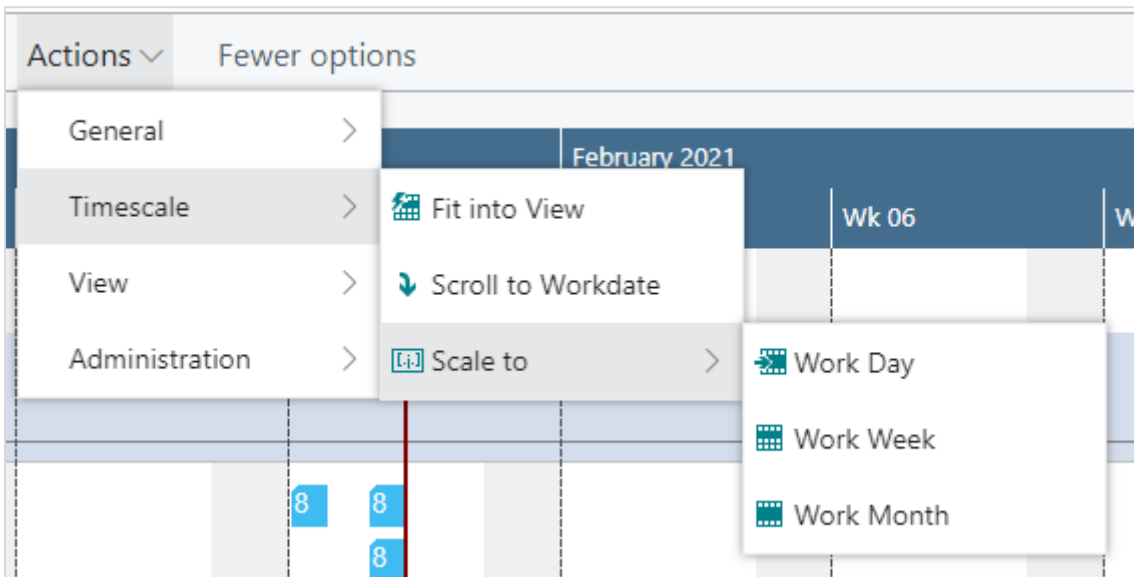 Actions
Fewer options
General
Timescale
View
Administration
February 2021
Wk 06
Fit into View
Scroll to Workdate
Scale to
Work Day
Work Week
Work Month
8
8
8